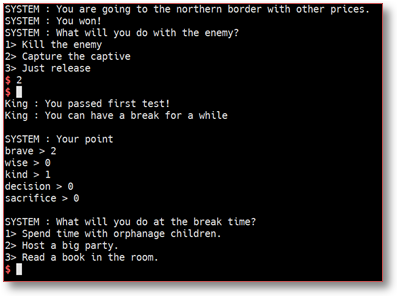 SYSTEM : You are going to the northern border with other prices.
SYSTEM : You won!
SYSTEM : What will you do with the enemy?
1> Kill the enemy
2> Capture the captive
3> Just release
$ 2
$
King : You passed first test!
King : You can have a break for a while
SYSTEM : Your point
brave > 2
wise > 0
kind > 1
decision > 0
sacrifice > 0
SYSTEM : What will you do at the break time?
1> Spend time with orphanage children.
2> Host a big party.
3> Read a book in the room.
$